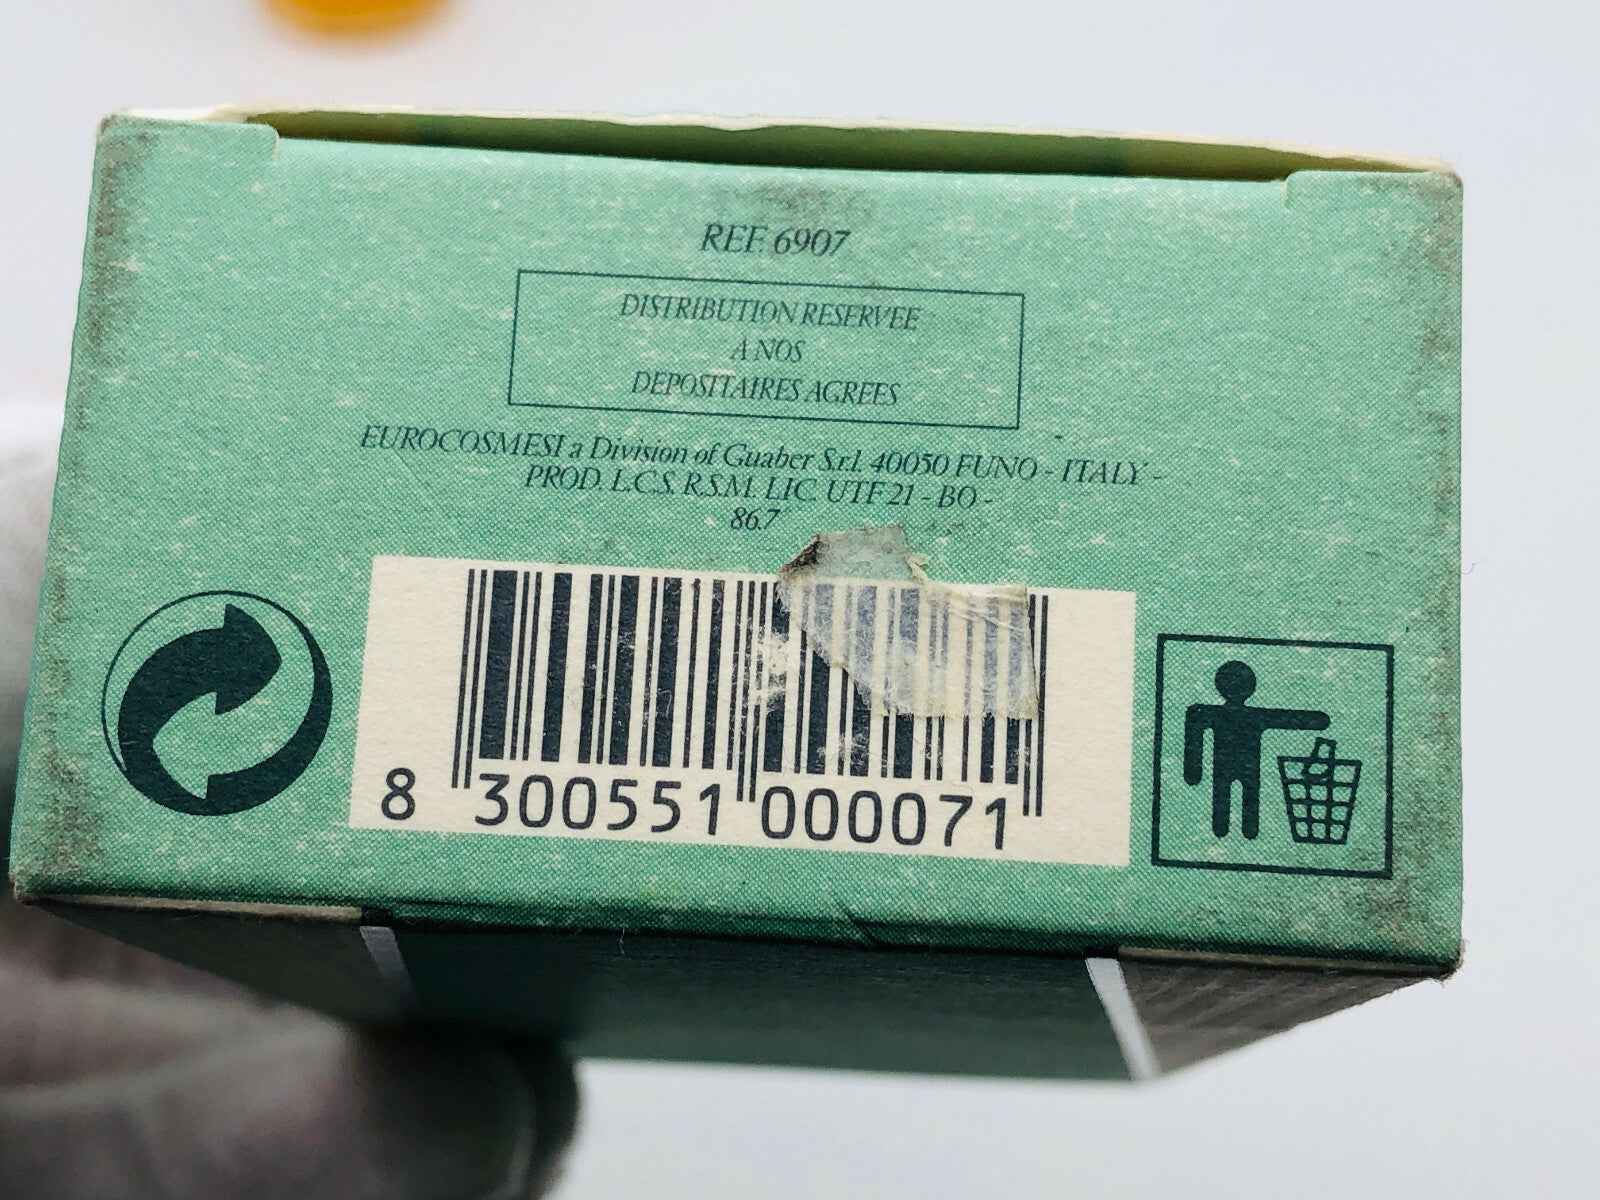 REF. 6907
DISTRIBUTION RESERVEE
A NOS
DEPOSITAIRES AGREES
EUROCOSMESI a Division of Guaber S.r.l. 40050 FUNO - ITALY -
PROD. L.C.S. R.S.M. LIC. UTF 21 - BO -
86.7
8 300551 000071